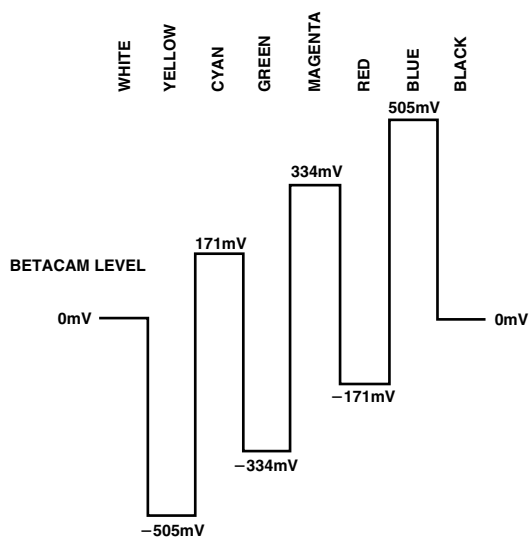 WHITE
YELLOW
CYAN
GREEN
MAGENTA
RED
BLUE
BLACK
505mV
334mV
171mV
BETACAM LEVEL
0mV
0mV
−171mV
−334mV
−505mV